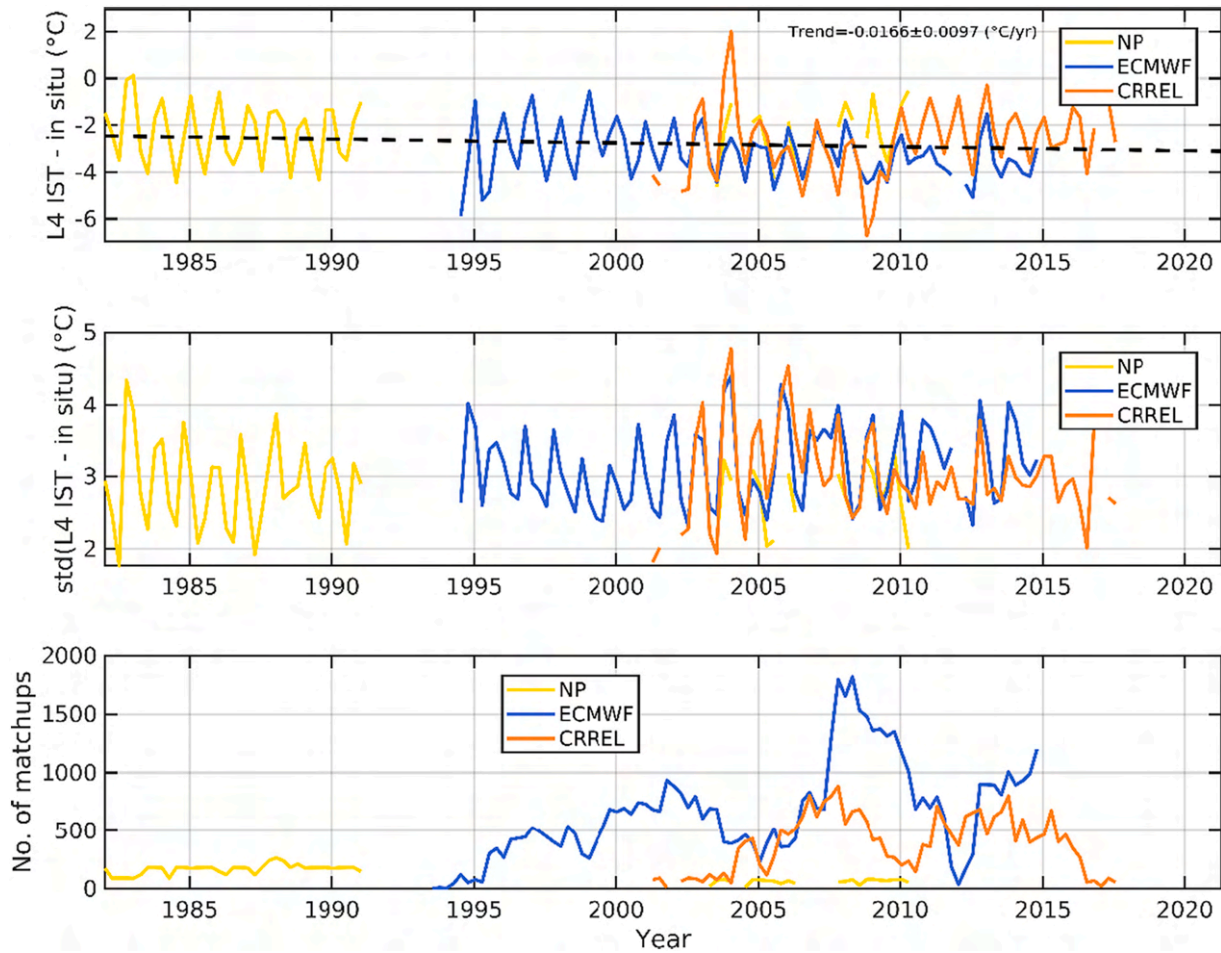 L4 IST - in situ (°C)
2
0
-2
-4
-6
Trend=-0.0166±0.0097 (°C/yr)
NP
ECMWF
CRREL
1985 1990 1995 2000 2005 2010 2015 2020
std(L4 IST - in situ) (°C)
5
4
3
2
NP
ECMWF
CRREL
1985 1990 1995 2000 2005 2010 2015 2020
No. of matchups
2000
1500
1000
500
0
NP
ECMWF
CRREL
1985 1990 1995 2000 2005 2010 2015 2020
Year